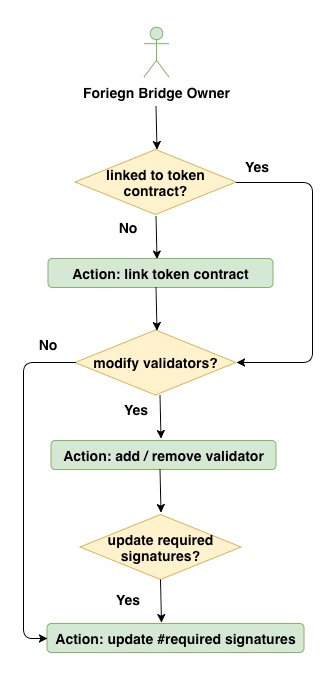 Foriegn Bridge Owner
linked to token
contract?
Yes
No
Action: link token contract
No
modify validators?
Yes
Action: add / remove validator
update required
signatures?
Yes
Action: update #required signatures